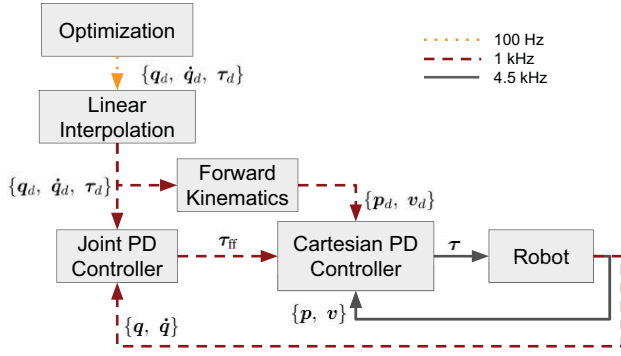 Optimization
100 Hz
1 kHz
4.5 kHz
{q_d, q̇_d, τ_d}
Linear
Interpolation
{q_d, q̇_d, τ_d}
Forward
Kinematics
{p_d, v_d}
Joint PD
Controller
τ_ff
Cartesian PD
Controller
τ
Robot
{p, v}
{q, q̇}